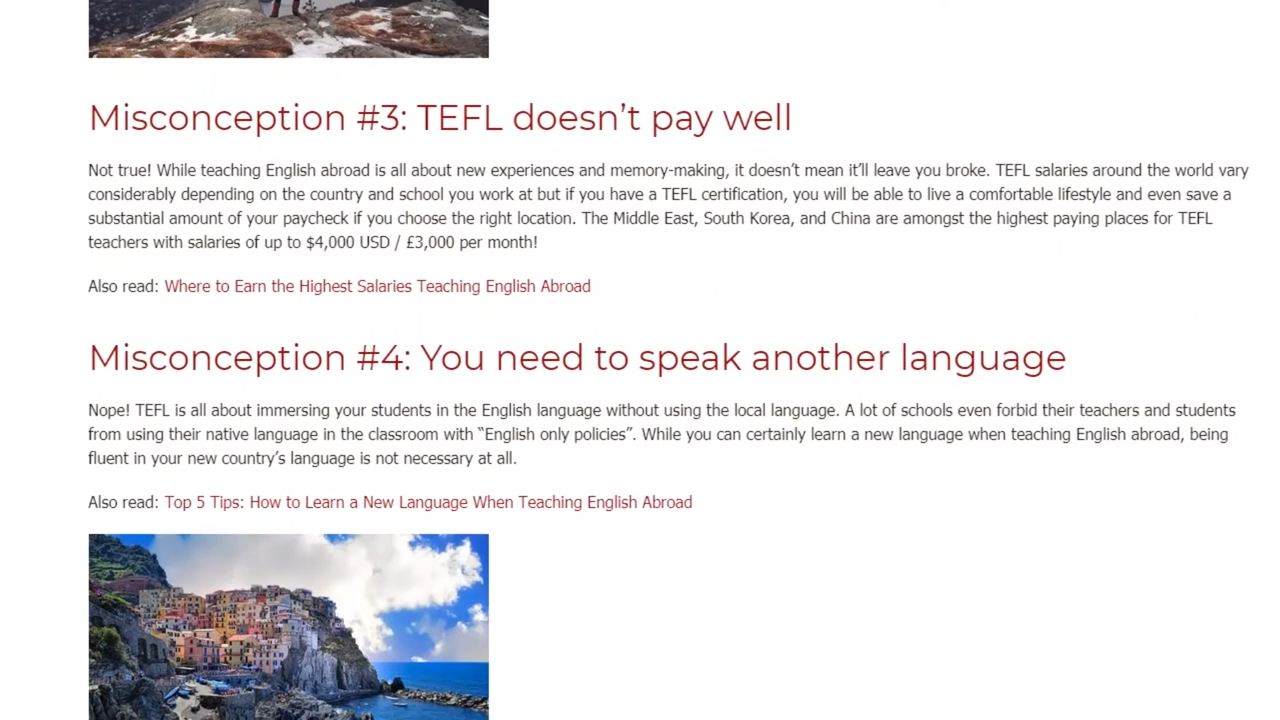 Misconception #3: TEFL doesn’t pay well
Not true! While teaching English abroad is all about new experiences and memory-making, it doesn’t mean it’ll leave you broke. TEFL salaries around the world vary
considerably depending on the country and school you work at but if you have a TEFL certification, you will be able to live a comfortable lifestyle and even save a
substantial amount of your paycheck if you choose the right location. The Middle East, South Korea, and China are amongst the highest paying places for TEFL
teachers with salaries of up to $4,000 USD / £3,000 per month!
Also read: Where to Earn the Highest Salaries Teaching English Abroad
Misconception #4: You need to speak another language
Nope! TEFL is all about immersing your students in the English language without using the local language. A lot of schools even forbid their teachers and students
from using their native language in the classroom with “English only policies”. While you can certainly learn a new language when teaching English abroad, being
fluent in your new country’s language is not necessary at all.
Also read: Top 5 Tips: How to Learn a New Language When Teaching English Abroad